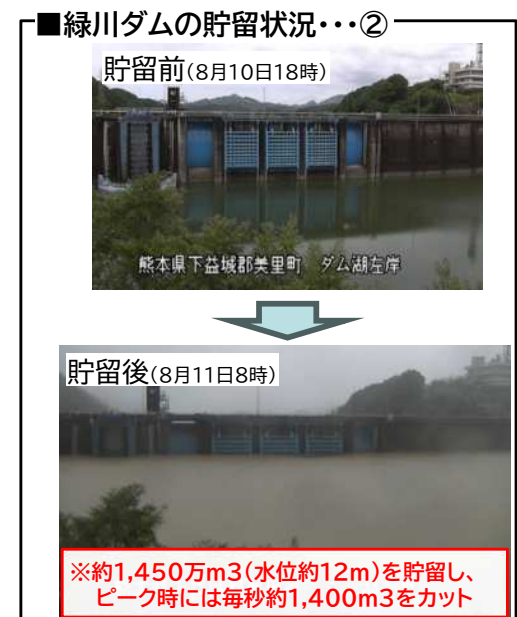 ■緑川ダムの貯留状況･･･②
貯留前(8月10日18時)
熊本県下益城郡美里町 ダム湖左岸
貯留後(8月11日8時)
※約1,450万m3(水位約12m)を貯留し、
ピーク時には毎秒約1,400m3をカット